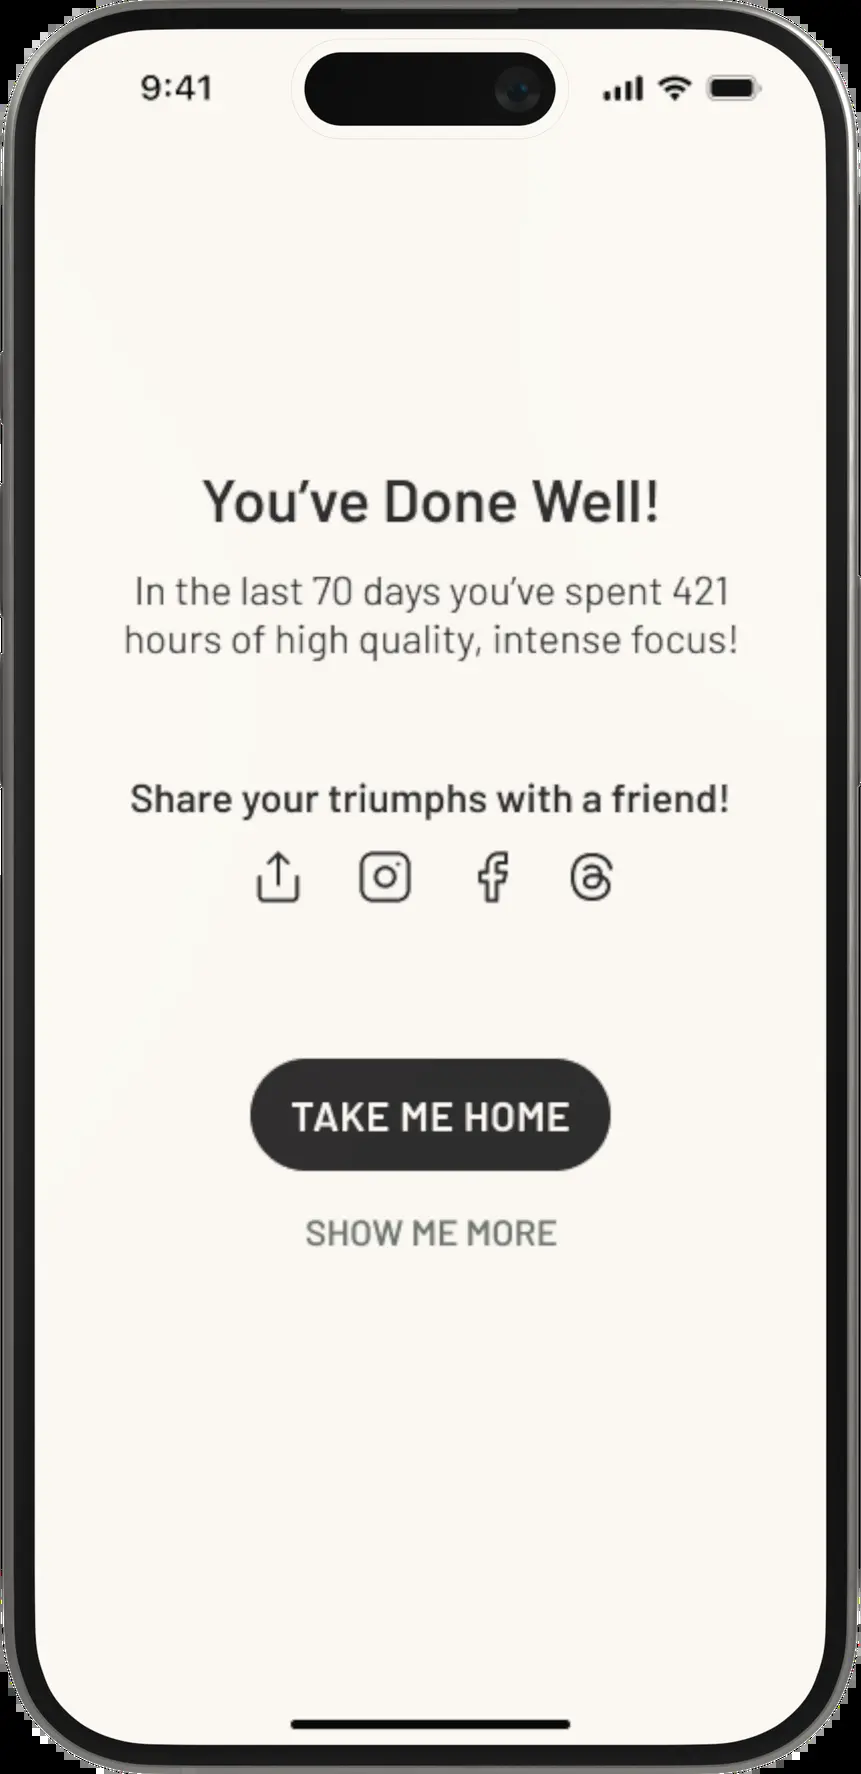 9:41
You’ve Done Well!
In the last 70 days you’ve spent 421
hours of high quality, intense focus!
Share your triumphs with a friend!
TAKE ME HOME
SHOW ME MORE